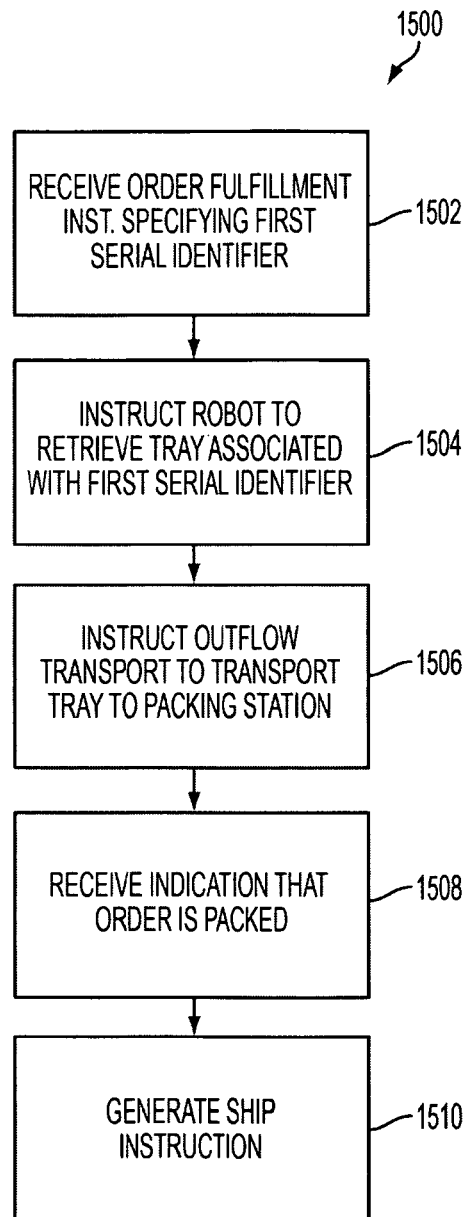 1500
RECEIVE ORDER FULFILLMENT
INST. SPECIFYING FIRST
SERIAL IDENTIFIER
1502
INSTRUCT ROBOT TO
RETRIEVE TRAY ASSOCIATED
WITH FIRST SERIAL IDENTIFIER
1504
INSTRUCT OUTFLOW
TRANSPORT TO TRANSPORT
TRAY TO PACKING STATION
1506
RECEIVE INDICATION THAT
ORDER IS PACKED
1508
GENERATE SHIP
INSTRUCTION
1510